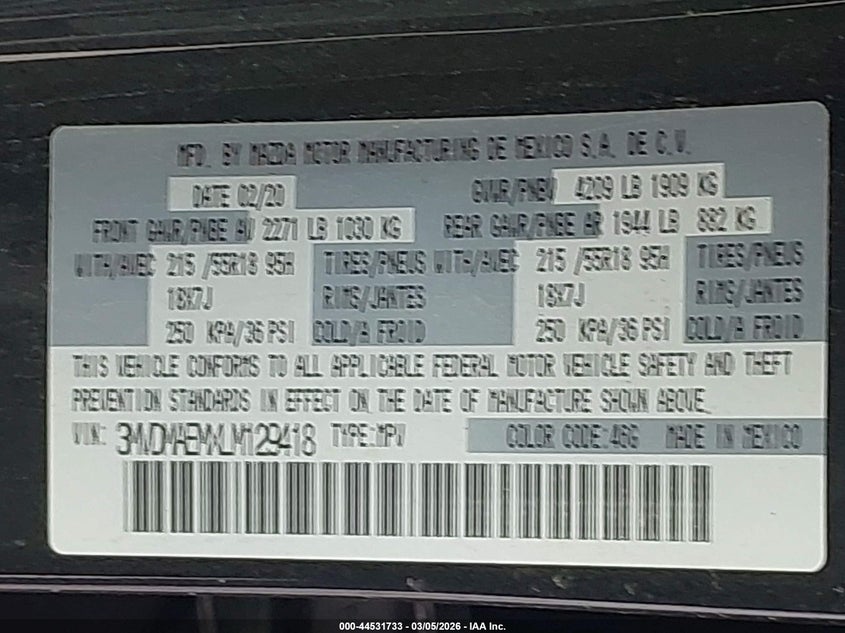 MFD. BY MAZDA MOTOR MANUFACTURING DE MEXICO S.A. DE C.V.
DATE 02/20 GVWR/PNBV 4209 LB 1909 KG
FRONT GAWR/PNBE AV 2271 LB 1030 KG REAR GAWR/PNBE AR 1944 LB 882 KG
WITH/AVEC 215 /55R18 95H TIRES/PNEUS WITH/AVEC 215 /55R18 95H TIRES/PNEUS
18X7J RIMS/JANTES 18X7J RIMS/JANTES
250 KPA/36 PSI COLD/A FROID 250 KPA/36 PSI COLD/A FROID
THIS VEHICLE CONFORMS TO ALL APPLICABLE FEDERAL MOTOR VEHICLE SAFETY AND THEFT
PREVENTION STANDARDS IN EFFECT ON THE DATE OF MANUFACTURE SHOWN ABOVE.
VIN: 3MVDMAEMXLM129418 TYPE:MPV COLOR CODE:46G MADE IN MEXICO
000-44531733 - 03/05/2026 - IAA Inc.